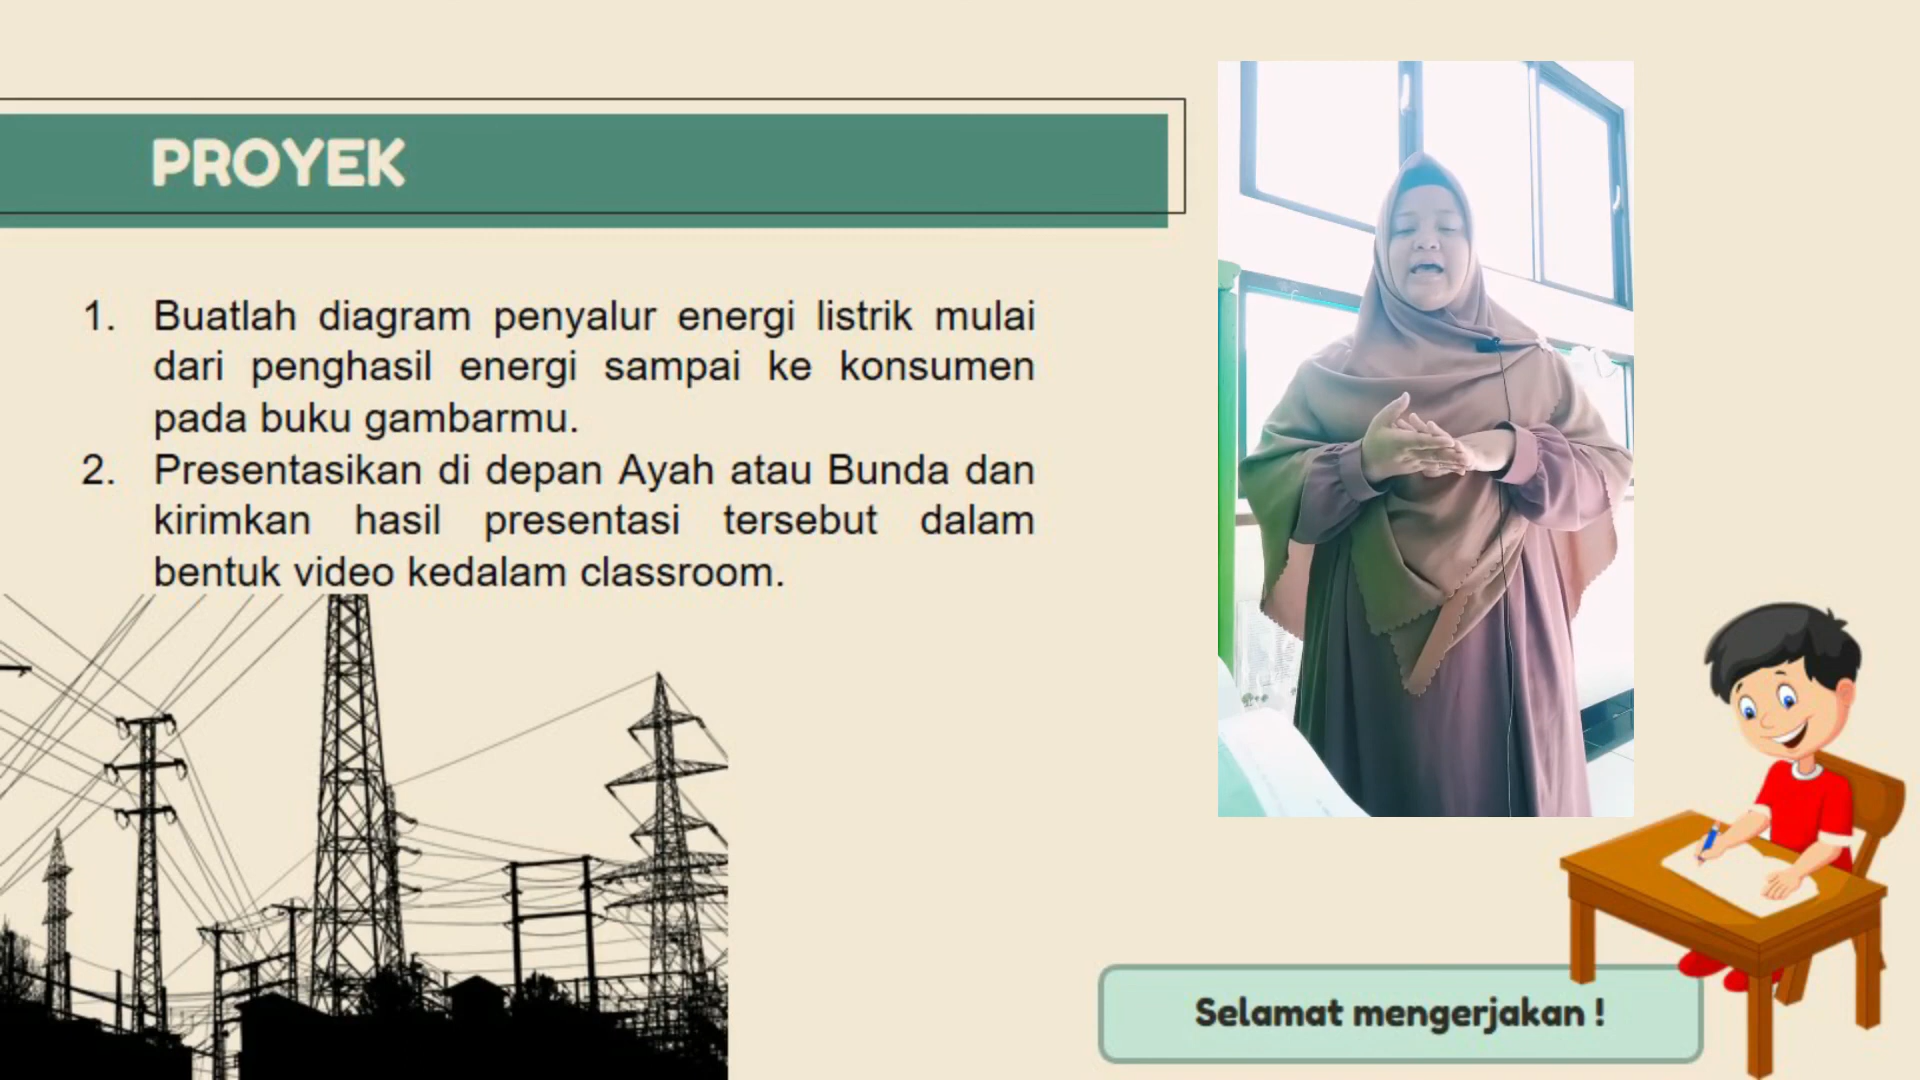 PROYEK
1. Buatlah diagram penyalur energi listrik mulai
dari penghasil energi sampai ke konsumen
pada buku gambarmu.
2. Presentasikan di depan Ayah atau Bunda dan
kirimkan hasil presentasi tersebut dalam
bentuk video kedalam classroom.
Selamat mengerjakan !